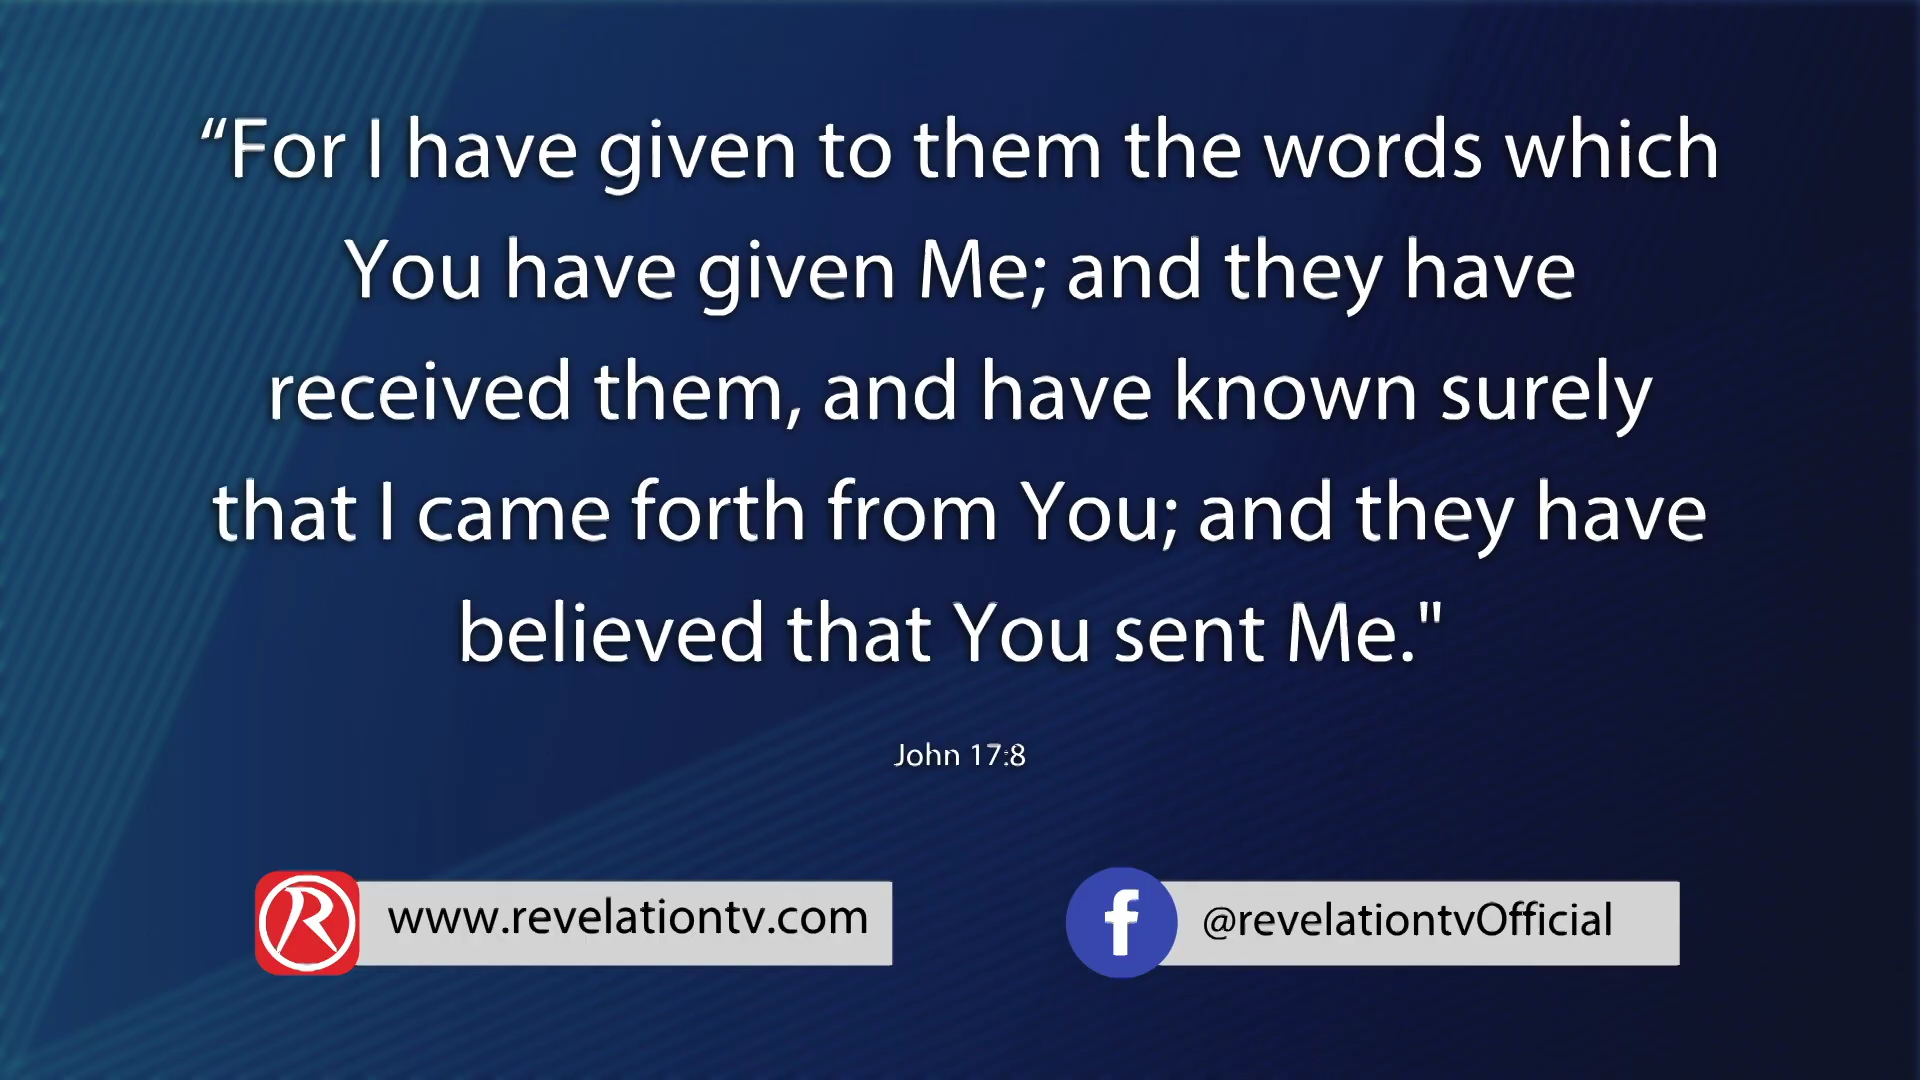 “For I have given to them the words which
You have given Me; and they have
received them, and have known surely
that I came forth from You; and they have
believed that You sent Me."
John 17:8
R www.revelationtv.com
f @revelationtvOfficial